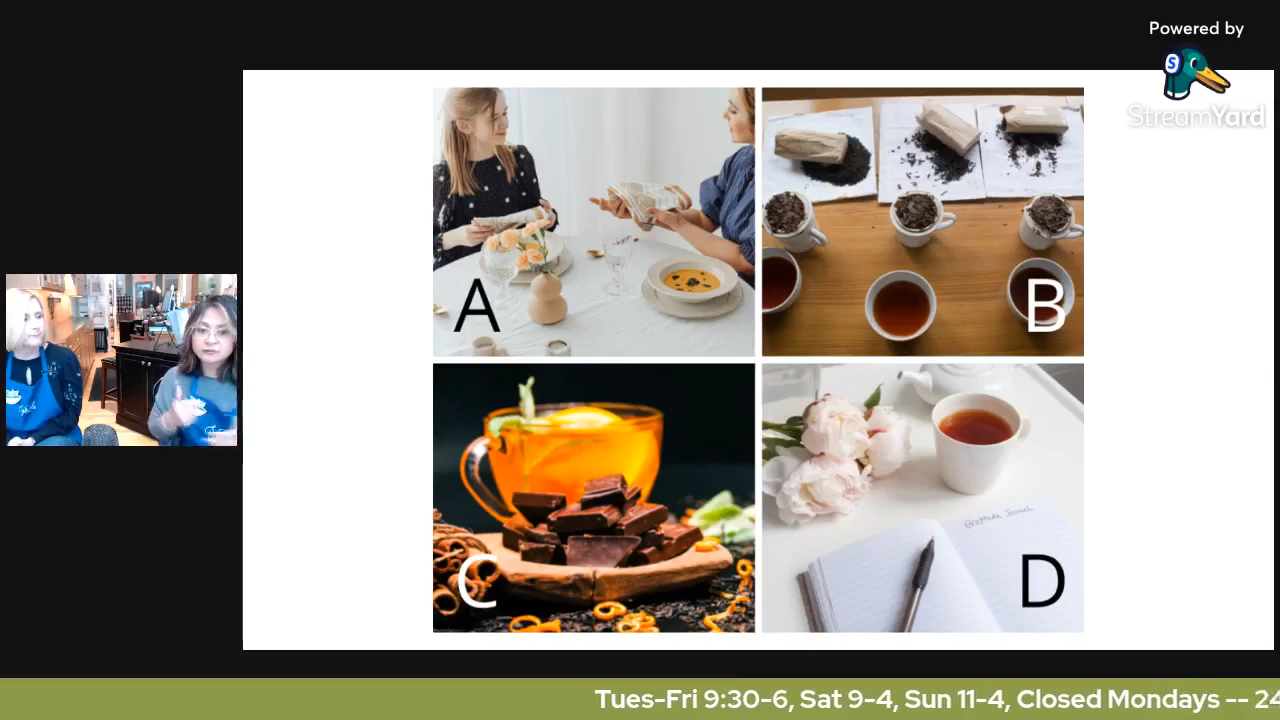 Powered by
StreamYard
A
B
C
Gratitude Journal
D
Tues-Fri 9:30-6, Sat 9-4, Sun 11-4, Closed Mondays -- 24